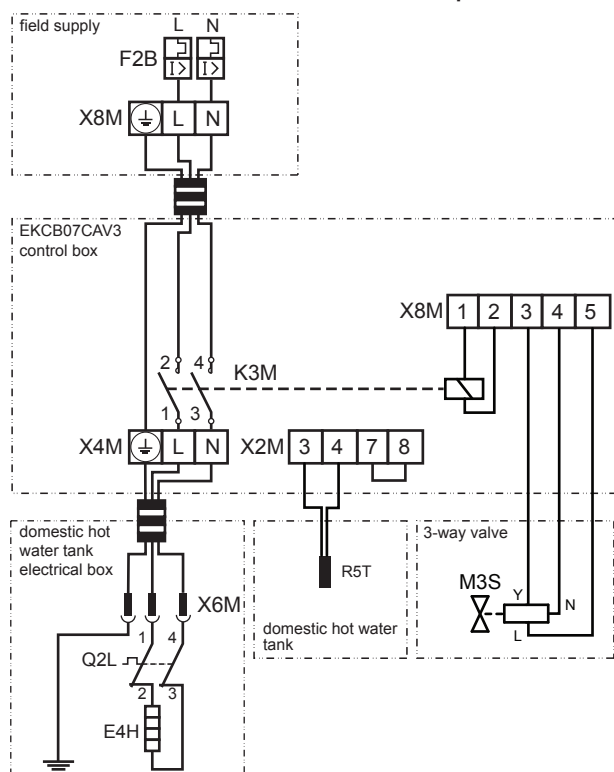 field supply
L N
F2B
I> I>
X8M L N
EKCB07CAV3
control box
X8M 1 2 3 4 5
2 4
K3M
1 3
X4M L N
X2M 3 4 7 8
domestic hot
water tank
electrical box
X6M
1 4
Q2L
2 3
E4H
R5T
domestic hot water
tank
3-way valve
M3S
Y
N
L